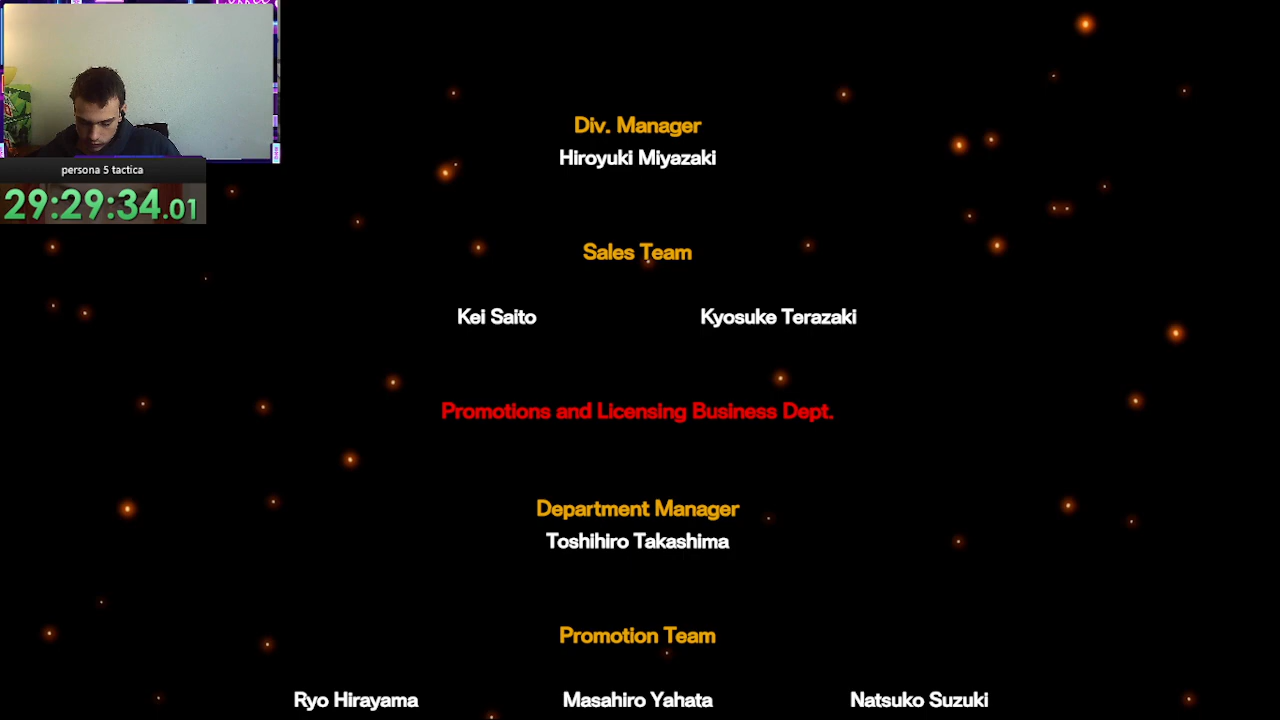 persona 5 tactica
29:29:34.01
Div. Manager
Hiroyuki Miyazaki
Sales Team
Kei Saito Kyosuke Terazaki
Promotions and Licensing Business Dept.
Department Manager
Toshihiro Takashima
Promotion Team
Ryo Hirayama Masahiro Yahata Natsuko Suzuki